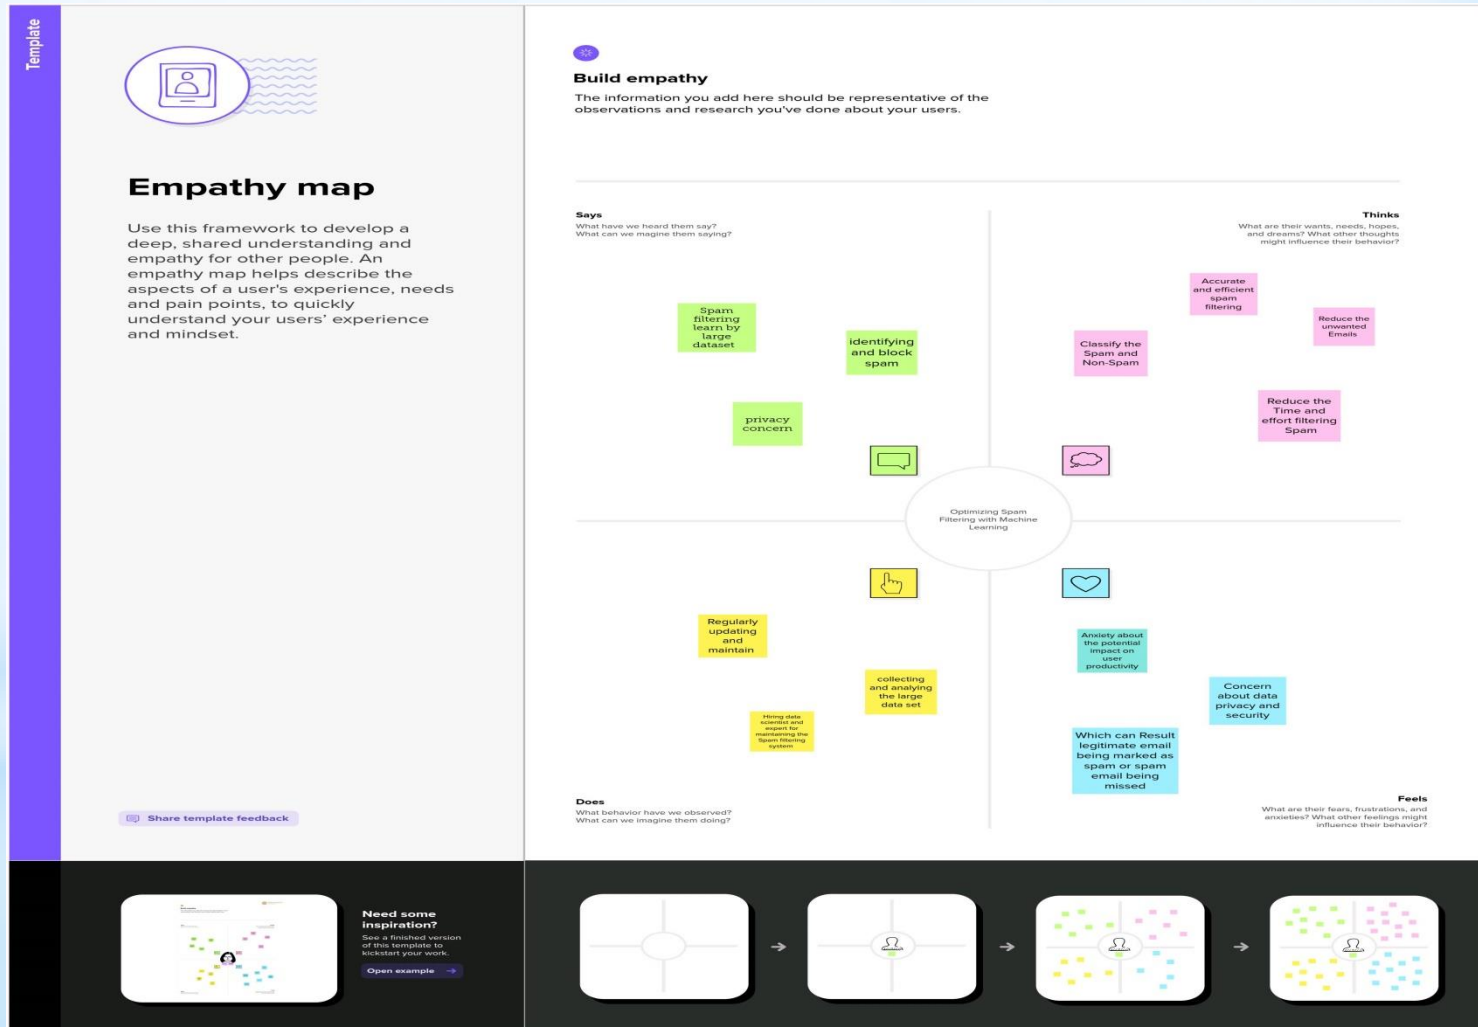 Template
Empathy map
Use this framework to develop a
deep, shared understanding and
empathy for other people. An
empathy map helps describe the
aspects of a user's experience, needs
and pain points, to quickly
understand your users' experience
and mindset.
Share template feedback
Build empathy
The information you add here should be representative of the
observations and research you've done about your users.
Says
What have we heard them say?
What can we magine them saying?
Spam
filtering
learn by
large
dataset
identifying
and block
spam
privacy
concern
Thinks
What are their wants, needs, hopes,
and dreams? What other thoughts
might influence their behavior?
Accurate
and efficient
spam
filtering
Reduce the
unwanted
Emails
Classify the
Spam and
Non-Spam
Reduce the
Time and
effort filtering
Spam
Optimizing Spam
Filtering with Machine
Learning
Regularly
updating
and
maintain
collecting
and analying
the large
data set
Hiring data
scientist and
expert for
maintaining the
Spam filtering
system
Does
What behavior have we observed?
What can we imagine them doing?
Anxiety about
the potential
impact on
user
productivity
Concern
about data
privacy and
security
Which can Result
legitimate email
being marked as
spam or spam
email being
missed
Feels
What are their fears, frustrations, and
anxieties? What other feelings might
influence their behavior?
Need some
inspiration?
See a finished version
of this template to
kickstart your work.
Open example